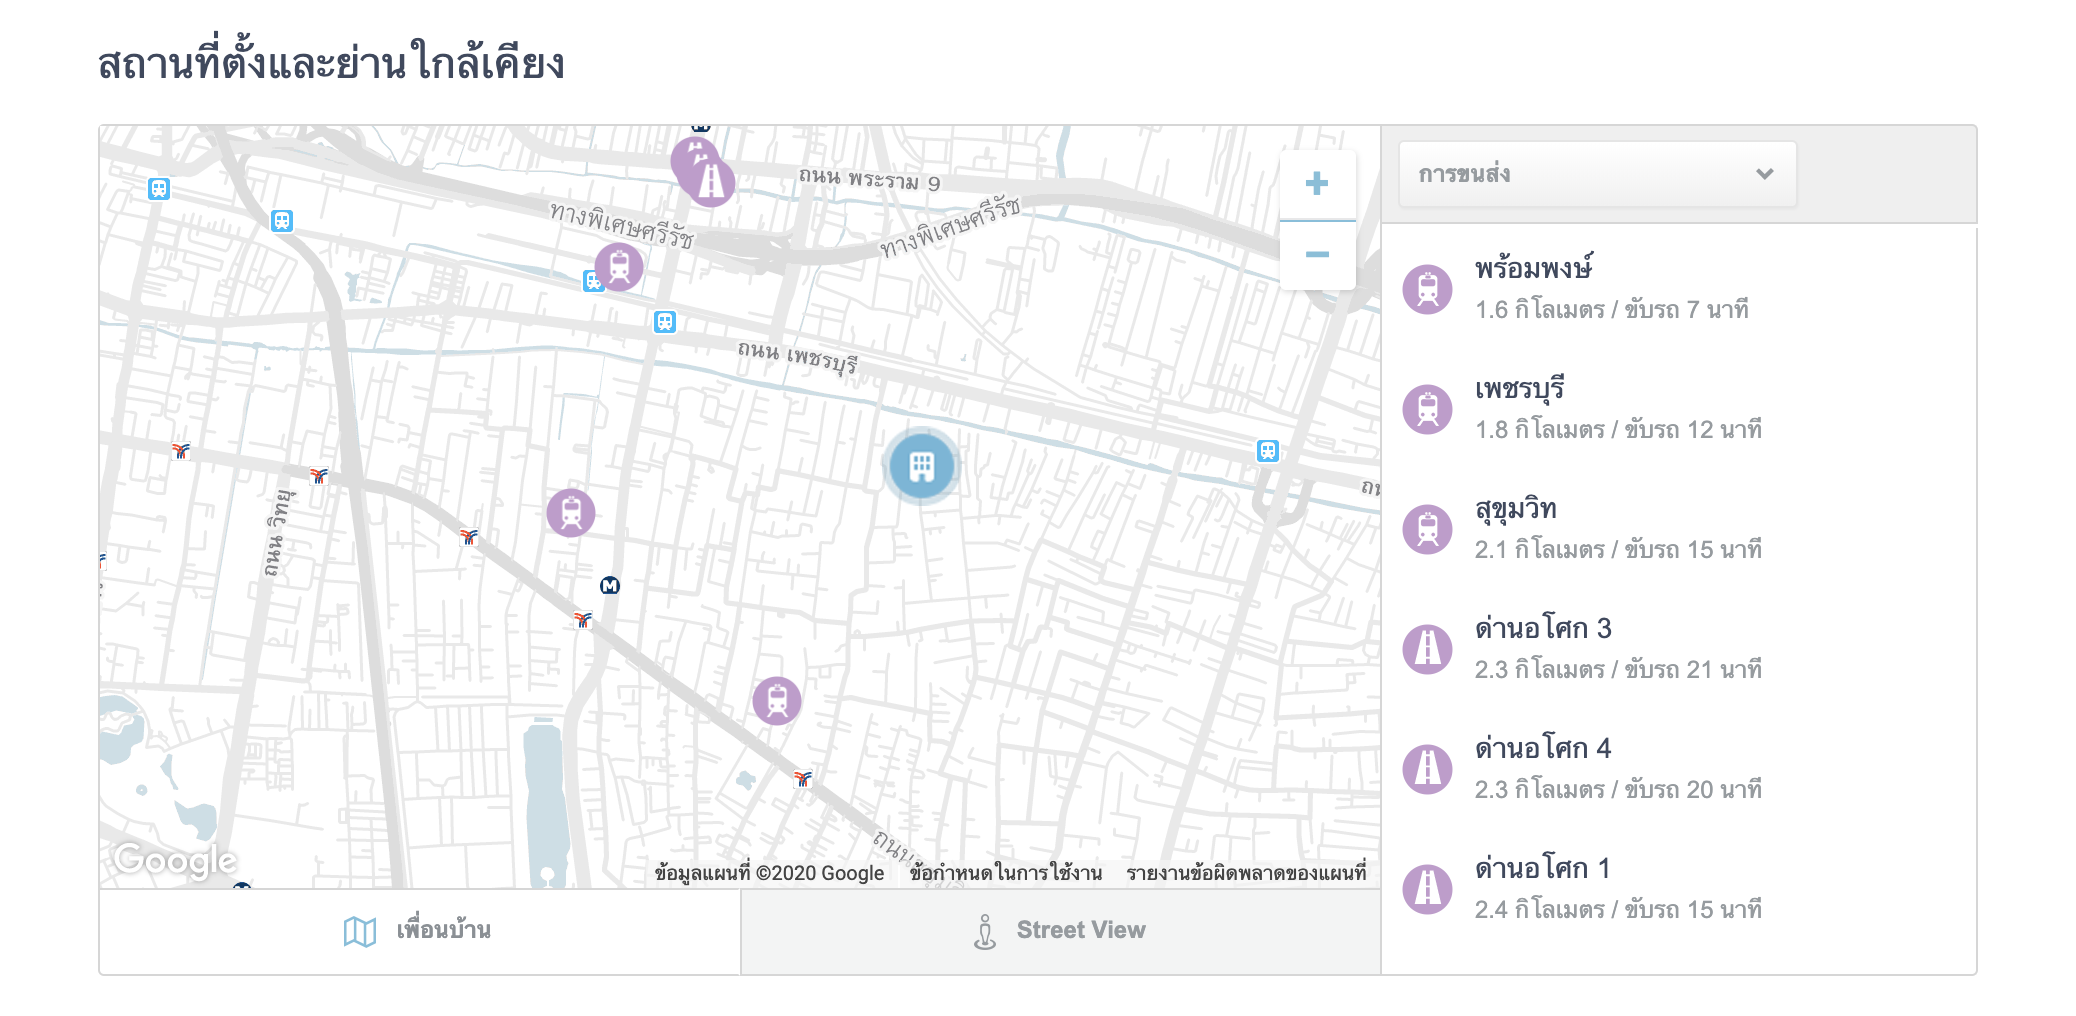 สถานที่ตั้งและย่านใกล้เคียง
ถนน พระราม 9
ทางพิเศษศรีรัช
ทางพิเศษศรีรัช
ถนน เพชรบุรี
ถนน วิทยุ
Google
ข้อมูลแผนที่ ©2020 Google
ข้อกำหนดในการใช้งาน
รายงานข้อผิดพลาดของแผนที่
เพื่อนบ้าน
Street View
การขนส่ง
พร้อมพงษ์
1.6 กิโลเมตร / ขับรถ 7 นาที
เพชรบุรี
1.8 กิโลเมตร / ขับรถ 12 นาที
สุขุมวิท
2.1 กิโลเมตร / ขับรถ 15 นาที
ด่านอโศก 3
2.3 กิโลเมตร / ขับรถ 21 นาที
ด่านอโศก 4
2.3 กิโลเมตร / ขับรถ 20 นาที
ด่านอโศก 1
2.4 กิโลเมตร / ขับรถ 15 นาที